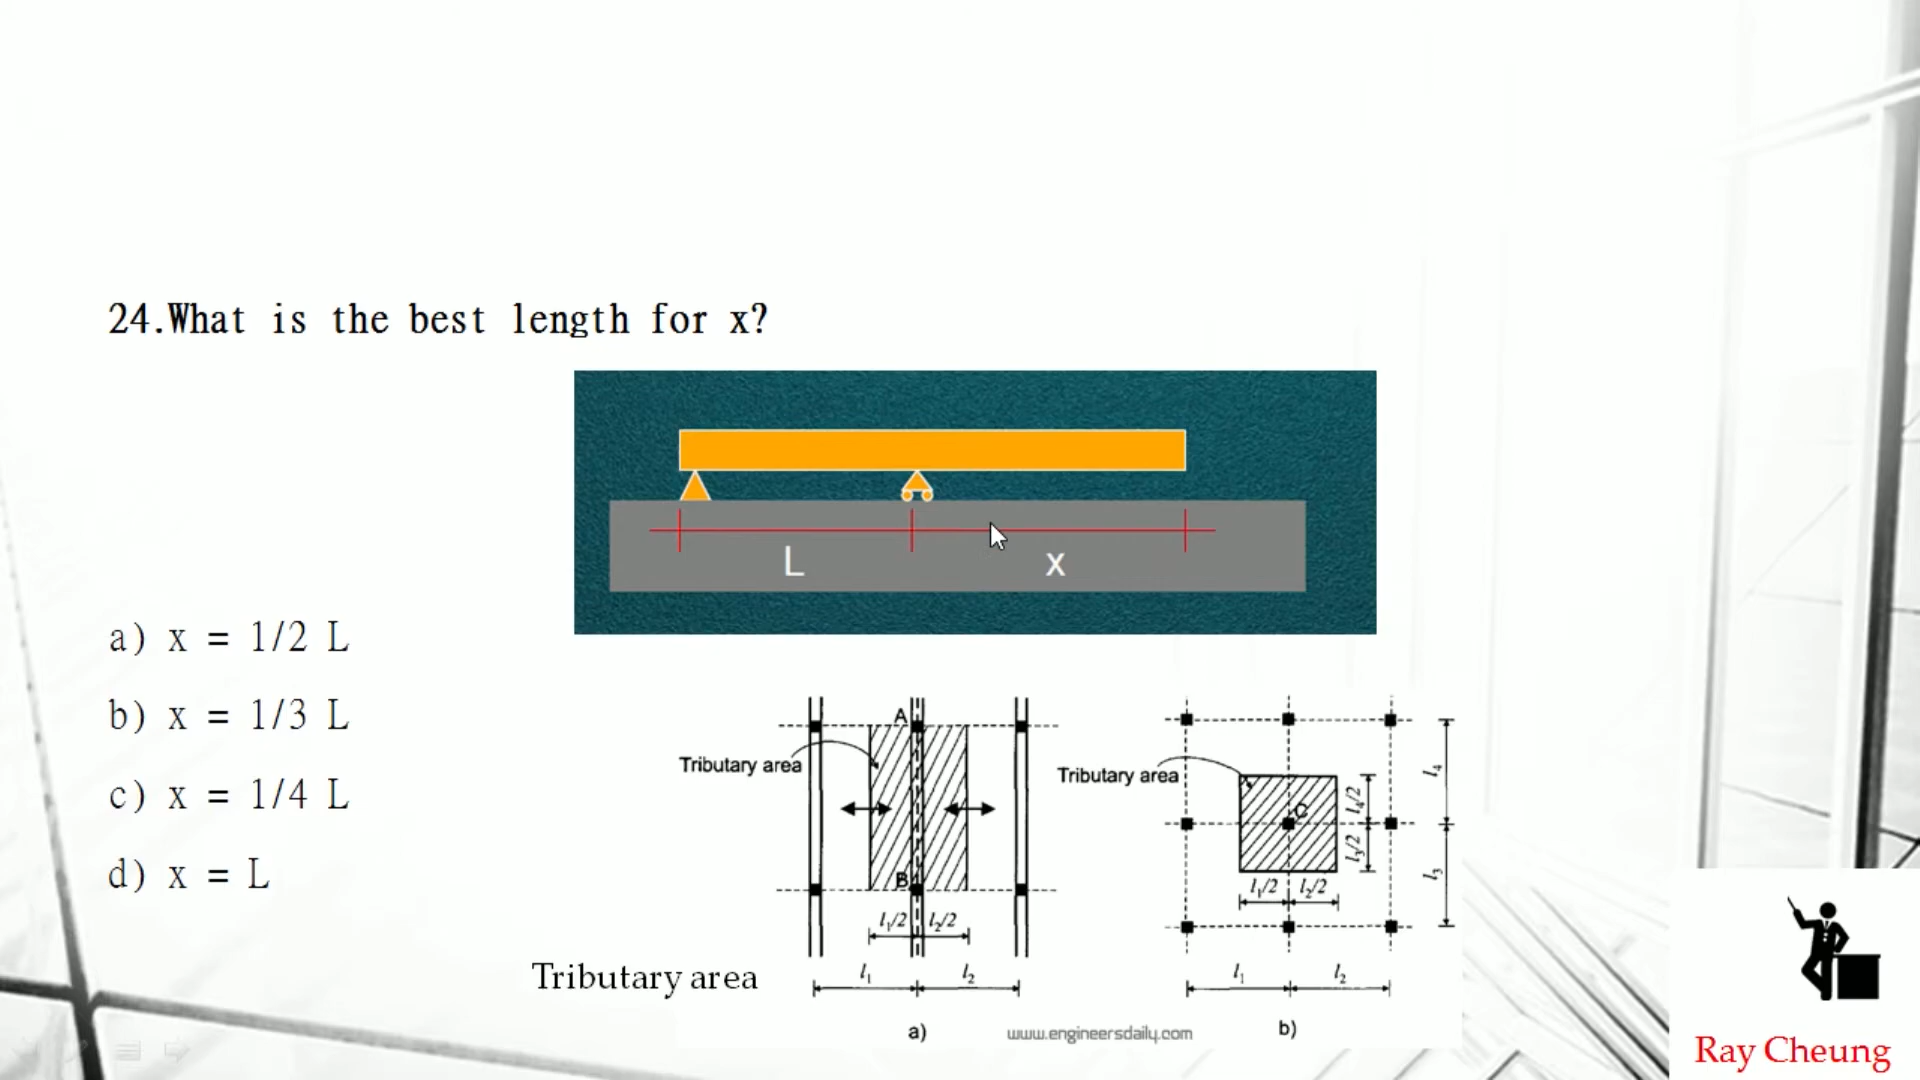 24.What is the best length for x?
L
x
a) x = 1/2 L
b) x = 1/3 L
c) x = 1/4 L
d) x = L
A
Tributary area
B
l₁/2 l₂/2
l₁ l₂
a)
Tributary area
C
l₄/2
l₃/2
l₄
l₃
l₁/2 l₂/2
l₁ l₂
b)
Tributary area
www.engineersdaily.com
Ray Cheung